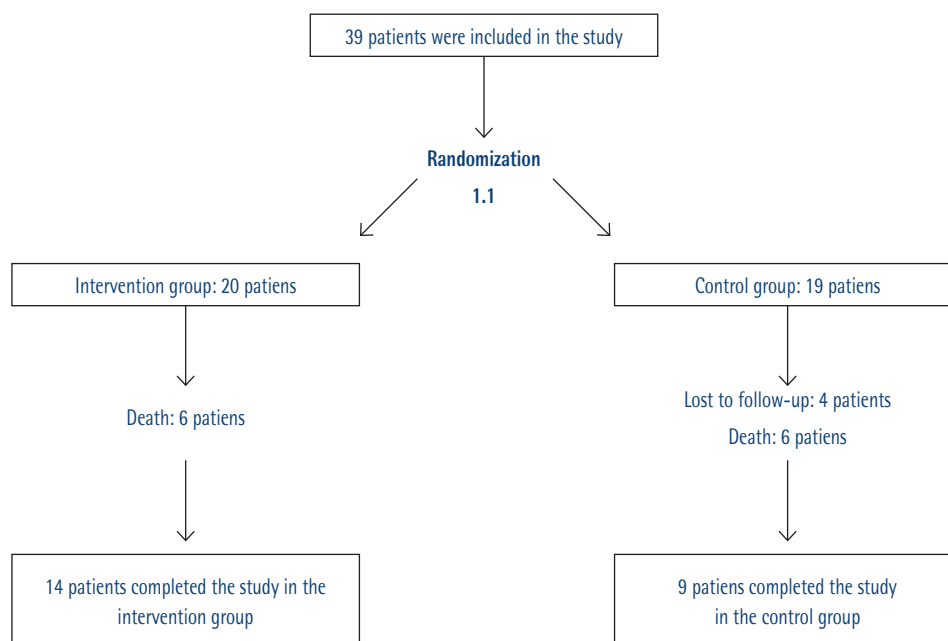 39 patients were included in the study
Randomization
1.1
Intervention group: 20 patiens
Control group: 19 patiens
Death: 6 patiens
Lost to follow-up: 4 patients
Death: 6 patiens
14 patients completed the study in the
intervention group
9 patiens completed the study
in the control group